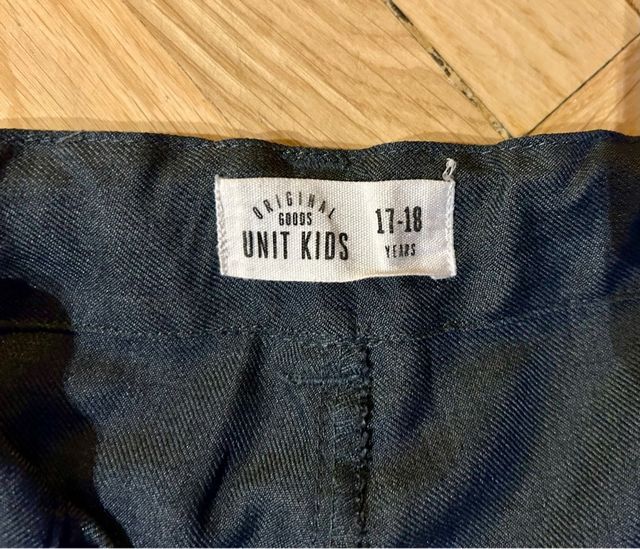 ORIGINAL
GOODS
UNIT KIDS
17-18
YEARS